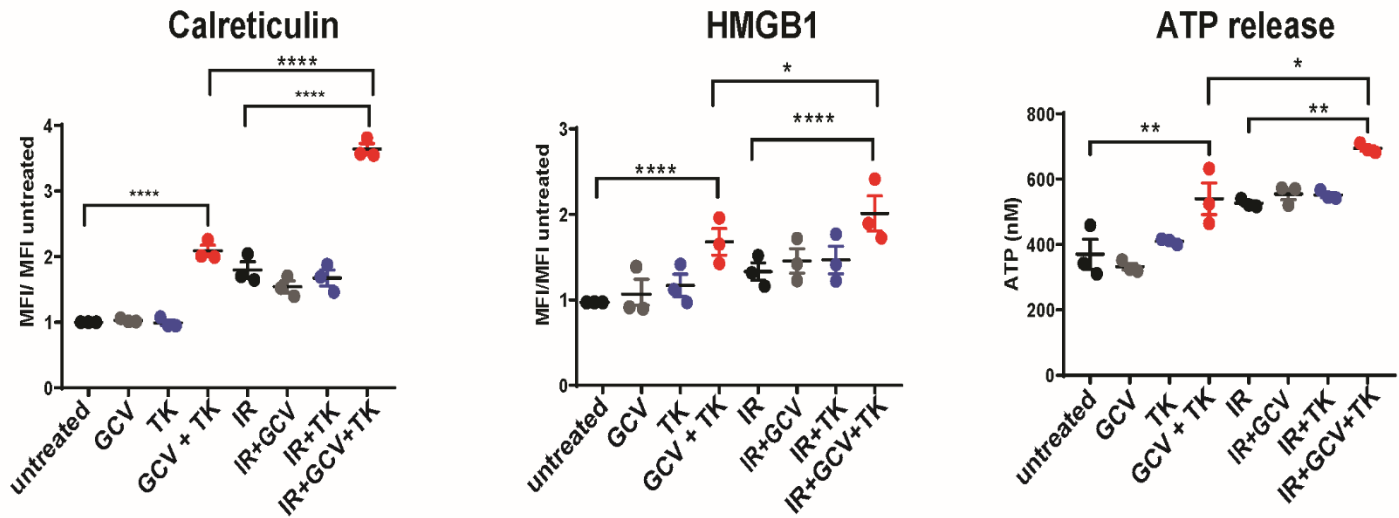 Calreticulin
****
****
****
MFI/ MFI untreated
4
3
2
1
0
untreated
GCV
TK
GCV + TK
IR
IR+GCV
IR+TK
IR+GCV+TK
HMGB1
*
****
****
MFI/MFI untreated
3
2
1
0
untreated
GCV
TK
GCV + TK
IR
IR+GCV
IR+TK
IR+GCV+TK
ATP release
*
**
**
ATP (nM)
800
600
400
200
0
untreated
GCV
TK
GCV + TK
IR
IR+GCV
IR+TK
IR+GCV+TK